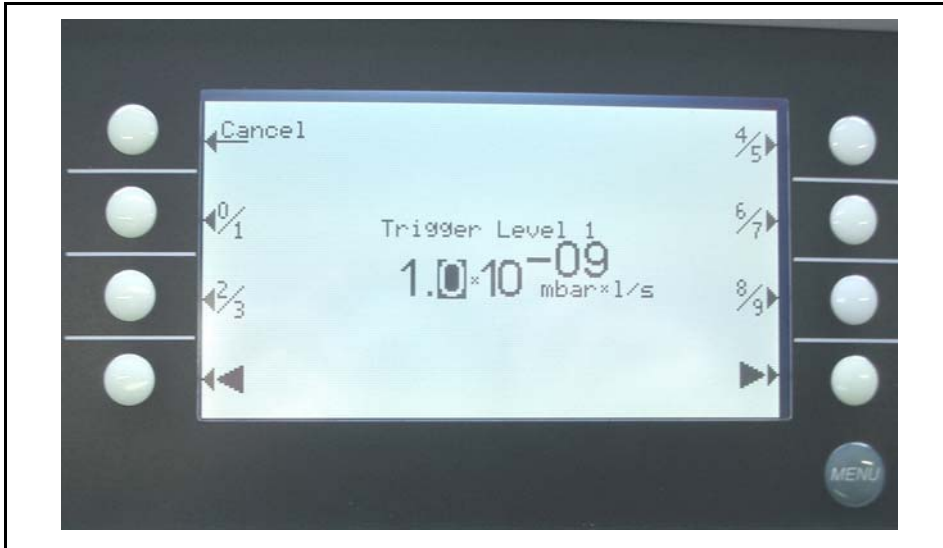 Cancel
4/5
0/1
6/7
Trigger Level 1
1.0×10⁻⁰⁹
mbar×l/s
2/3
8/9
MENU